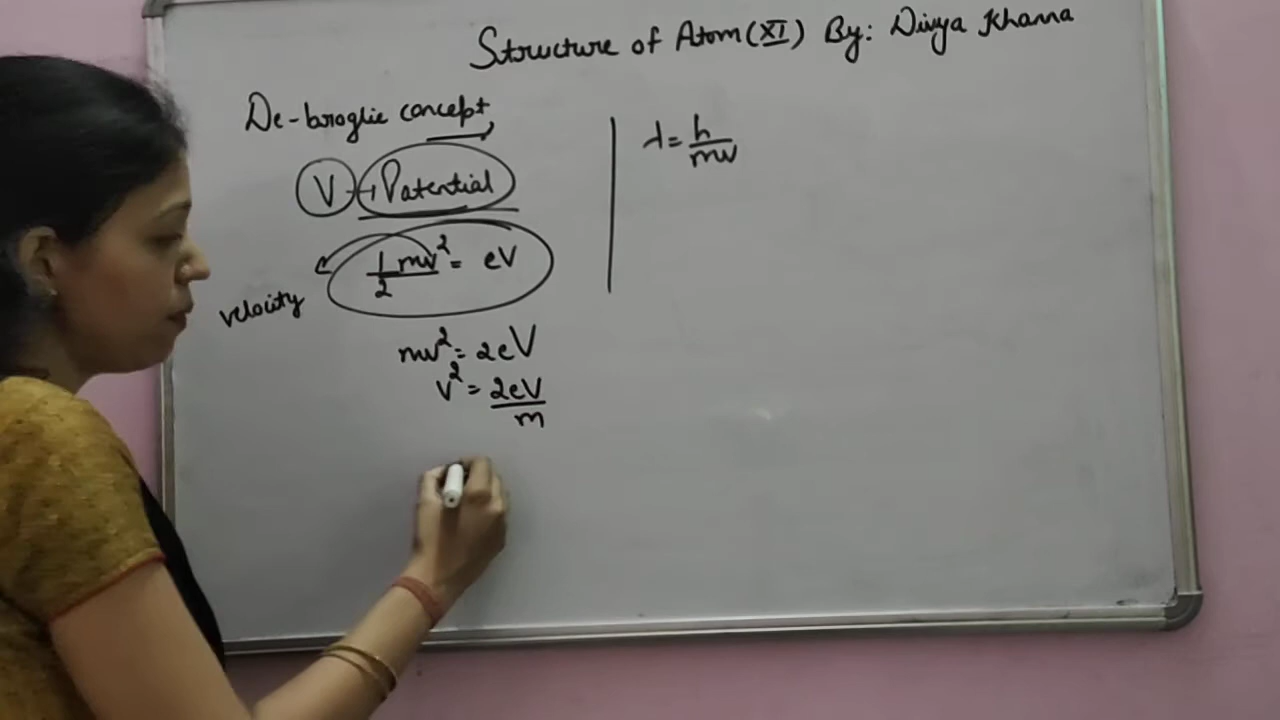 Structure of Atom (XI) By: Divya Khanna
De-broglie concept
V → Patential
1/2 mv² = eV
velocity
mv² = 2eV
v² = 2eV/m
λ = h/mv